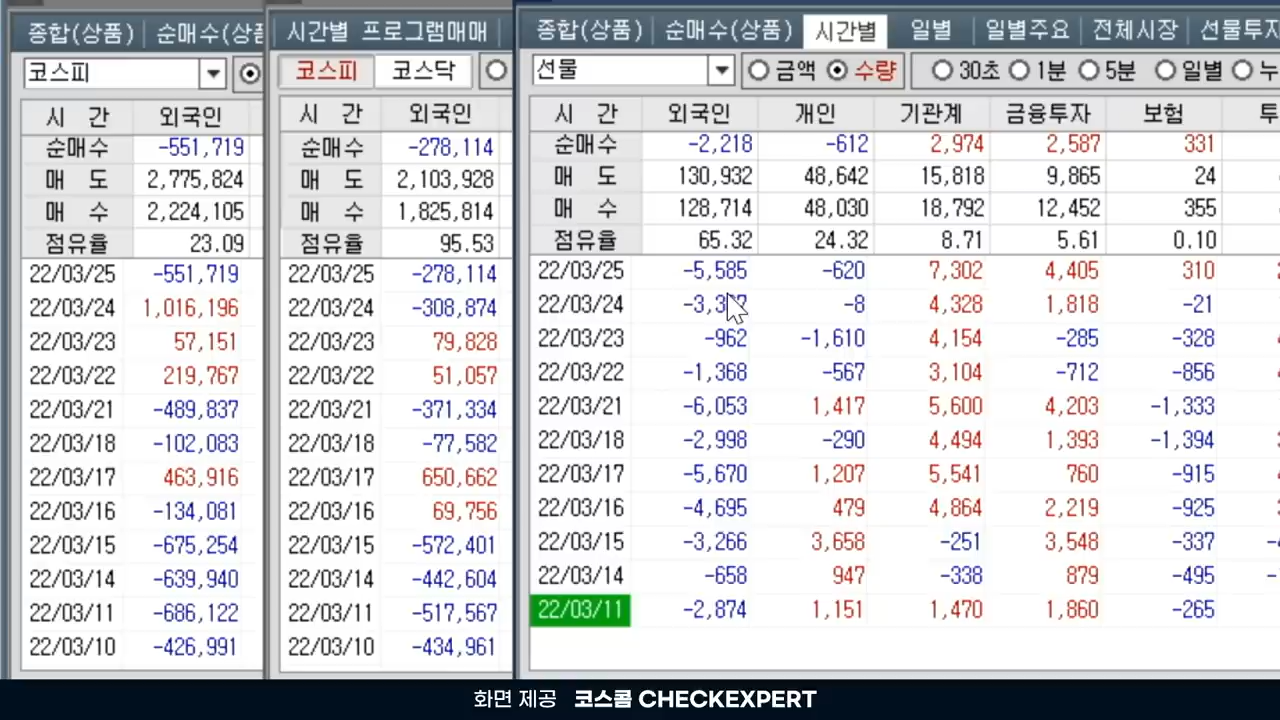 종합(상품) 순매수(상품
코스피
시 간 외국인
순매수 -551,719
매 도 2,775,824
매 수 2,224,105
점유율 23.09
22/03/25 -551,719
22/03/24 1,016,196
22/03/23 57,151
22/03/22 219,767
22/03/21 -489,837
22/03/18 -102,083
22/03/17 463,916
22/03/16 -134,081
22/03/15 -675,254
22/03/14 -639,940
22/03/11 -686,122
22/03/10 -426,991
시간별 프로그램매매
코스피 코스닥
시 간 외국인
순매수 -278,114
매 도 2,103,928
매 수 1,825,814
점유율 95.53
22/03/25 -278,114
22/03/24 -308,874
22/03/23 79,828
22/03/22 51,057
22/03/21 -371,334
22/03/18 -77,582
22/03/17 650,662
22/03/16 69,756
22/03/15 -572,401
22/03/14 -442,604
22/03/11 -517,567
22/03/10 -434,961
종합(상품) 순매수(상품) 시간별 일별 일별주요 전체시장 선물투자
선물 금액 수량 30초 1분 5분 일별 누
시 간 외국인 개인 기관계 금융투자 보험 투
순매수 -2,218 -612 2,974 2,587 331
매 도 130,932 48,642 15,818 9,865 24
매 수 128,714 48,030 18,792 12,452 355
점유율 65.32 24.32 8.71 5.61 0.10
22/03/25 -5,585 -620 7,302 4,405 310
22/03/24 -8 4,328 1,818 -21
22/03/23 -962 -1,610 4,154 -285 -328
22/03/22 -1,368 -567 3,104 -712 -856
22/03/21 -6,053 1,417 5,600 4,203 -1,333
22/03/18 -2,998 -290 4,494 1,393 -1,394
22/03/17 -5,670 1,207 5,541 760 -915
22/03/16 -4,695 479 4,864 2,219 -925
22/03/15 -3,266 3,658 -251 3,548 -337
22/03/14 -658 947 -338 879 -495
22/03/11 -2,874 1,151 1,470 1,860 -265
화면 제공 코스콤 CHECKEXPERT